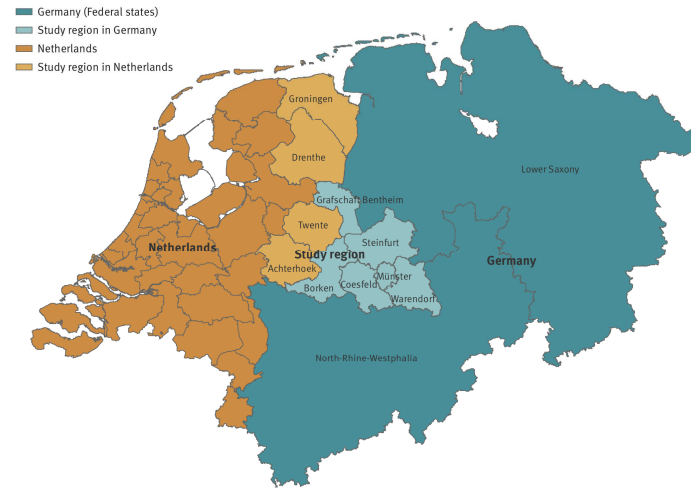 Germany (Federal states)
Study region in Germany
Netherlands
Study region in Netherlands
Groningen
Drenthe
Lower Saxony
Grafschaft Bentheim
Twente
Steinfurt
Netherlands
Study region
Germany
Achterhoek
Münster
Borken
Coesfeld
Warendorf
North-Rhine-Westphalia